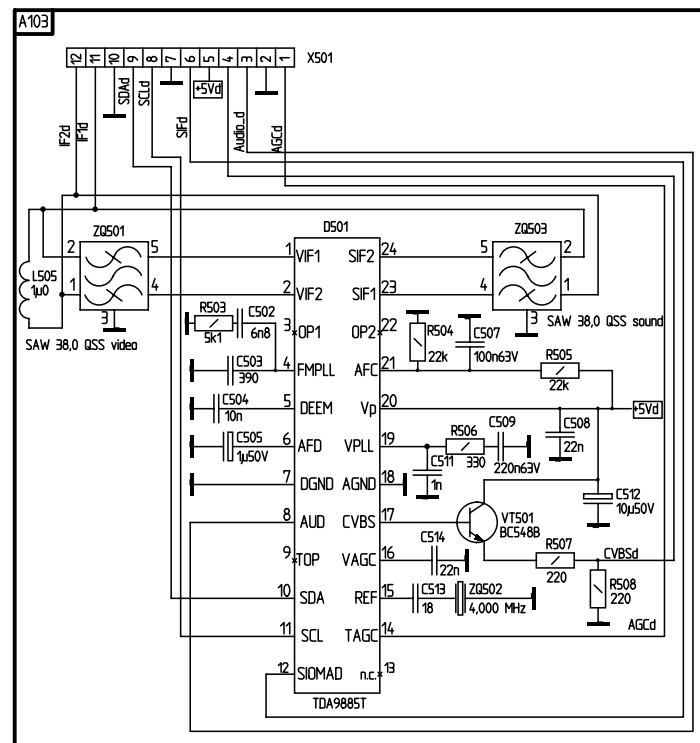 A103
12 11 10 9 8 7 6 5 4 3 2 1 X501
IF2d
IF1d
SDAd
SCLd
SIFd
+5Vd
Audio_d
AGCd
ZQ501
2 5
1 4
3
L505
1µ0
SAW 38,0 QSS video
D501
1 VIF1 SIF2 24
2 VIF2 SIF1 23
3 OP1 OP2 22
4 FMPLL AFC 21
5 DEEM Vp 20
6 AFD VPLL 19
7 DGND AGND 18
8 AUD CVBS 17
9 TOP VAGC 16
10 SDA REF 15
11 SCL TAGC 14
12 SIOMAD n.c. 13
TDA9885T
ZQ503
5 2
4 1
3
SAW 38,0 QSS sound
R503
5k1
C502
6n8
C503
390
C504
10n
C505
1µ50V
R504
22k
C507
100n63V
R505
22k
+5Vd
R506
330
C509
220n63V
C508
22n
C511
1n
C512
10µ50V
VT501
BC548B
C514
22n
R507
220
CVBSd
R508
220
C513
18
ZQ502
4,000 MHz
AGCd